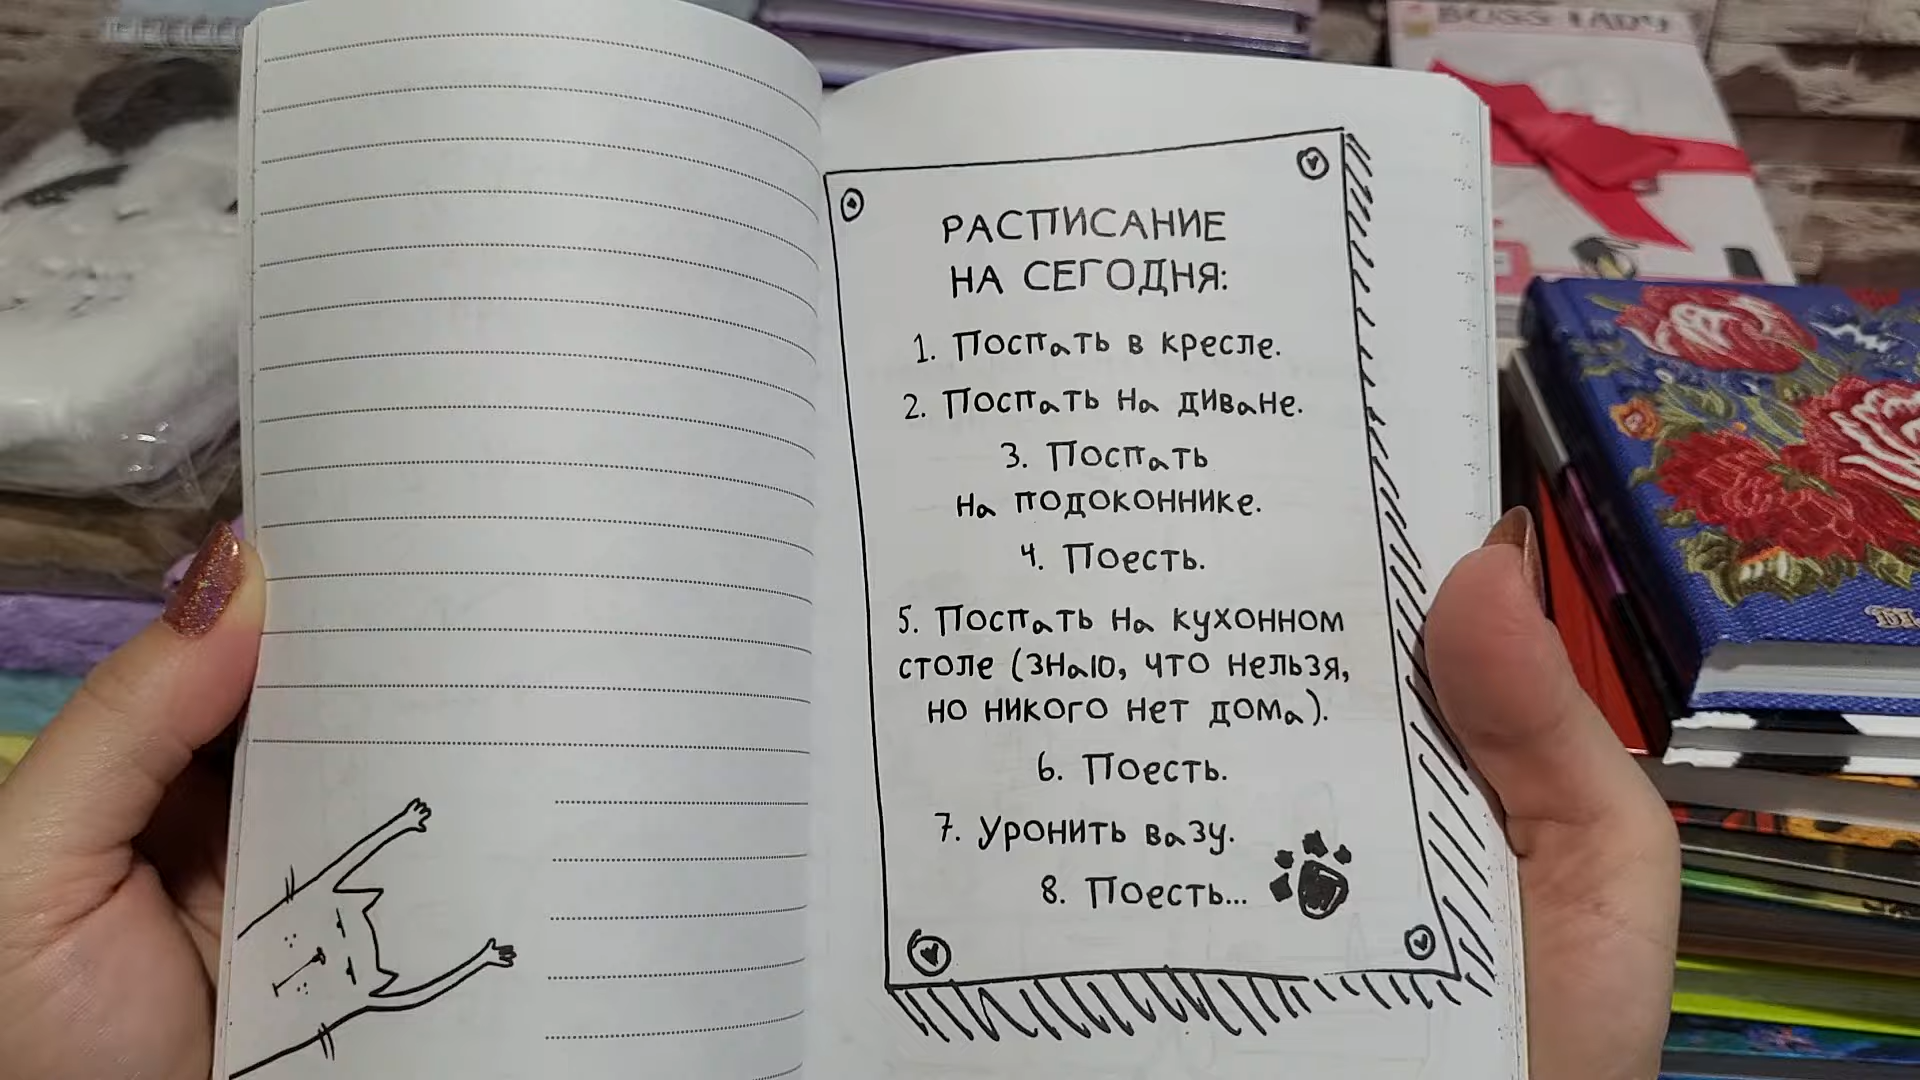 BOSS LADY
РАСПИСАНИЕ
НА СЕГОДНЯ:
1. Поспать в кресле.
2. Поспать на диване.
3. Поспать
на подоконнике.
4. Поесть.
5. Поспать на кухонном
столе (знаю, что нельзя,
но никого нет дома).
6. Поесть.
7. Уронить вазу.
8. Поесть...